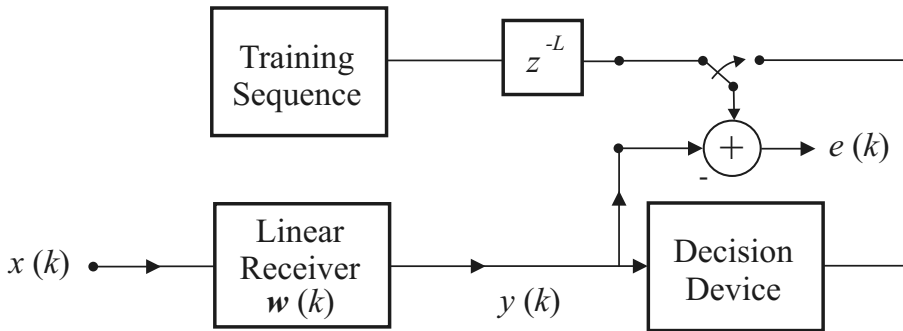 Training
Sequence
z^{-L}
+
-
e (k)
x (k)
Linear
Receiver
w (k)
y (k)
Decision
Device